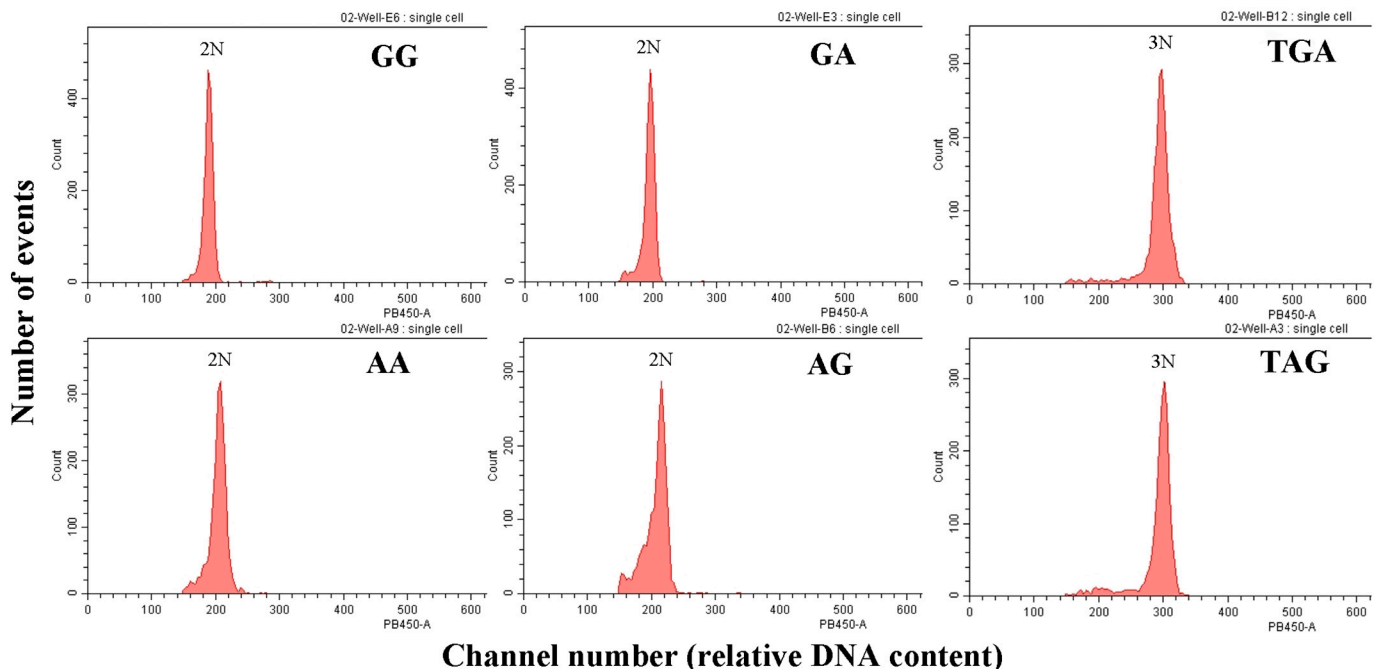 02-Well-E6 : single cell
GG
2N
Count
0 200 400
0 100 200 300 400 500 600
PB450-A
02-Well-E3 : single cell
GA
2N
Count
0 200 400
0 100 200 300 400 500 600
PB450-A
02-Well-B12 : single cell
TGA
3N
Count
0 100 200 300
0 100 200 300 400 500 600
PB450-A
02-Well-A9 : single cell
AA
2N
Count
0 100 200 300
0 100 200 300 400 500 600
PB450-A
02-Well-B6 : single cell
AG
2N
Count
0 100 200 300
0 100 200 300 400 500 600
PB450-A
02-Well-A3 : single cell
TAG
3N
Count
0 100 200 300
0 100 200 300 400 500 600
PB450-A
Number of events
Channel number (relative DNA content)